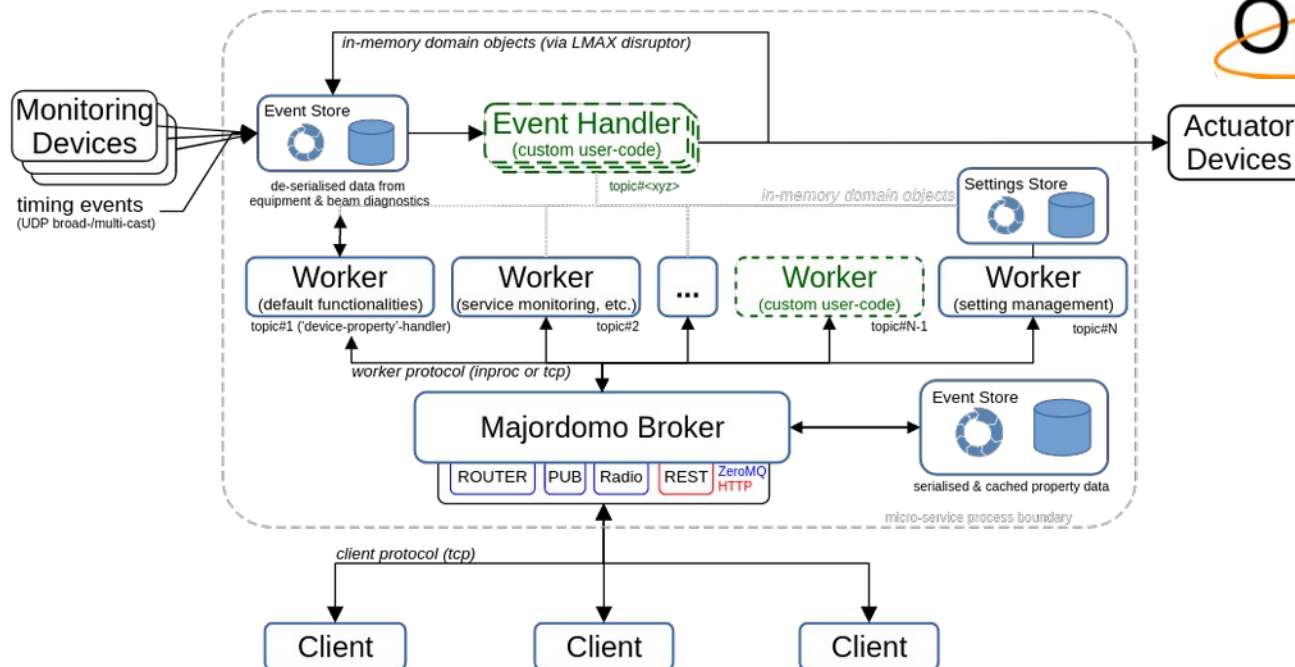 in-memory domain objects (via LMAX disruptor)
Monitoring
Devices
Event Store
Event Handler
(custom user-code)
Actuator
Devices
topic#<xyz>
de-serialised data from
equipment & beam diagnostics
timing events
(UDP broad-/multi-cast)
in-memory domain objects
Settings Store
Worker
(default functionalities)
Worker
(service monitoring, etc.)
...
Worker
(custom user-code)
Worker
(setting management)
topic#1 ('device-property'-handler)
topic#2
topic#N-1
topic#N
worker protocol (inproc or tcp)
Majordomo Broker
Event Store
ROUTER
PUB
Radio
REST
ZeroMQ
HTTP
serialised & cached property data
micro-service process boundary
client protocol (tcp)
Client
Client
Client